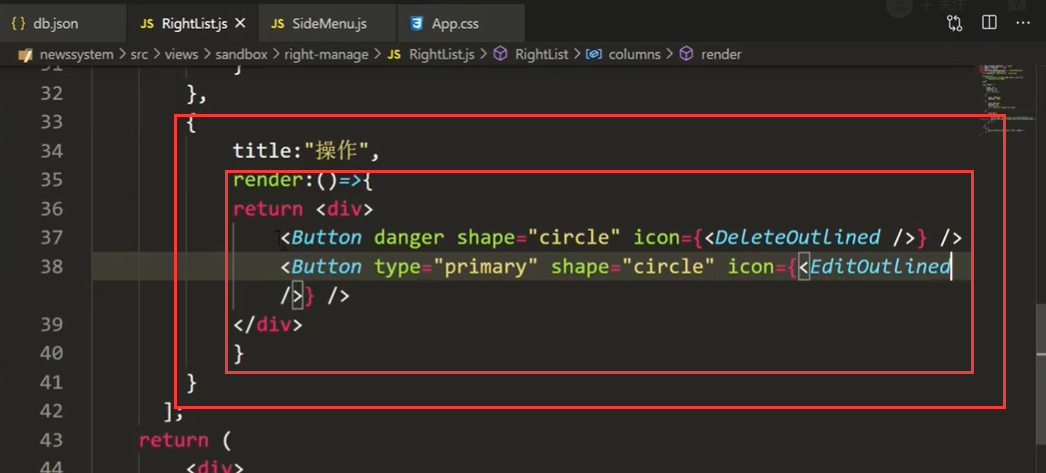 db.json JS RightList.js JS SideMenu.js App.css
newssystem > src > views > sandbox > right-manage > JS RightList.js > RightList > columns > render
31 }
32 },
33 {
34 title:"操作",
35 render:()=>{
36 return <div>
37 <Button danger shape="circle" icon={<DeleteOutlined />} />
38 <Button type="primary" shape="circle" icon={<EditOutlined
/>} />
39 </div>
40 }
41 }
42 ];
43 return (
44 <div>